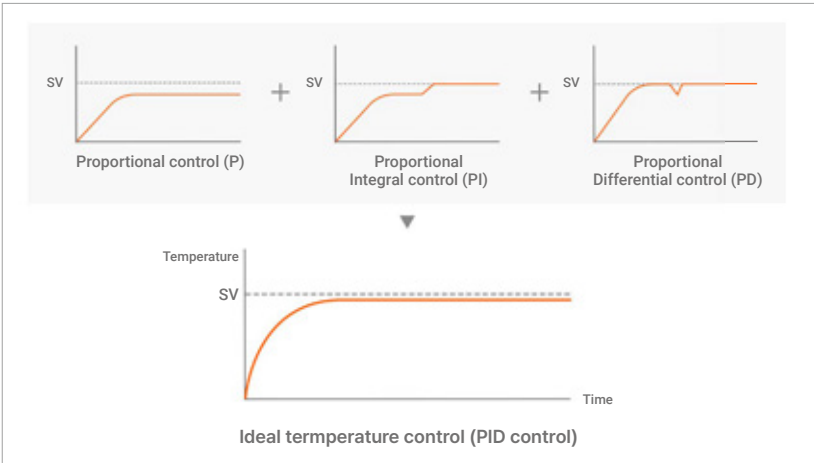 SV
Proportional control (P)
+
SV
Proportional
Integral control (PI)
+
SV
Proportional
Differential control (PD)
Temperature
SV
Time
Ideal termperature control (PID control)